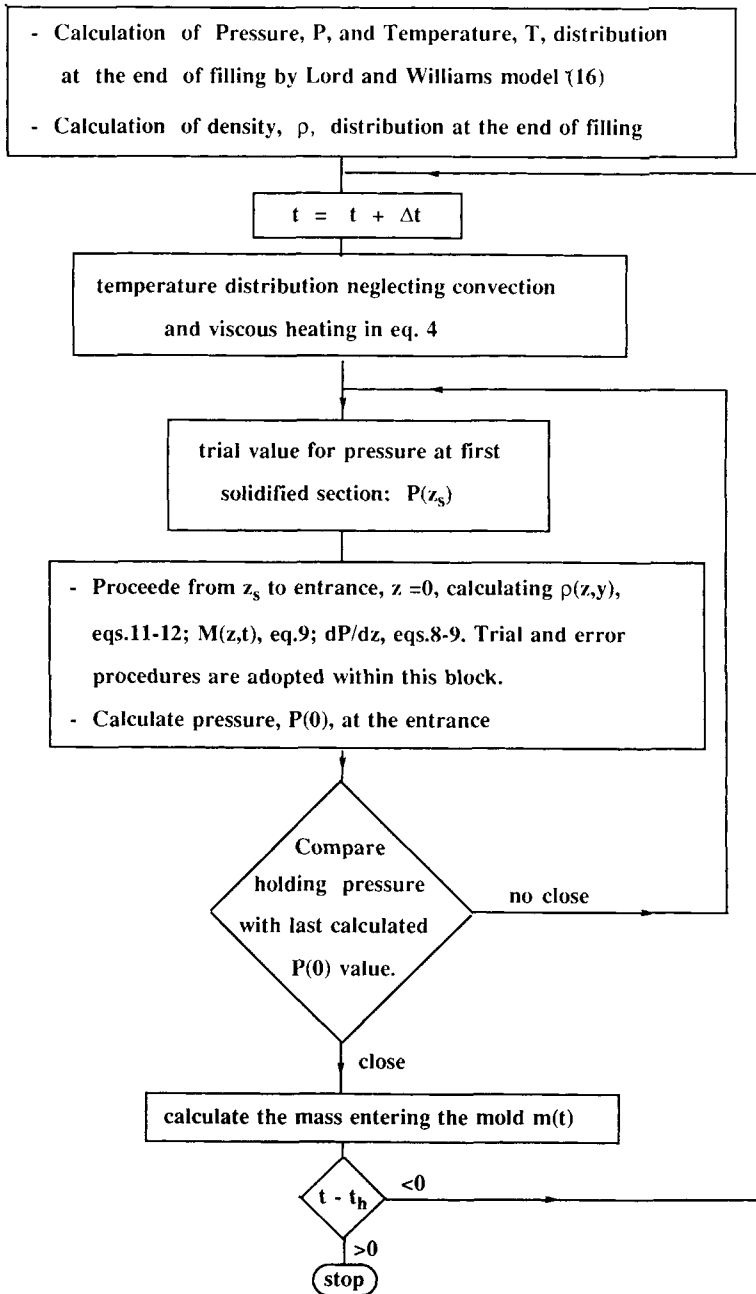 - Calculation of Pressure, P, and Temperature, T, distribution
at the end of filling by Lord and Williams model (16)
- Calculation of density, ρ, distribution at the end of filling
t = t + Δt
temperature distribution neglecting convection
and viscous heating in eq. 4
trial value for pressure at first
solidified section: P(zₛ)
- Proceede from zₛ to entrance, z =0, calculating ρ(z,y),
eqs.11-12; M(z,t), eq.9; dP/dz, eqs.8-9. Trial and error
procedures are adopted within this block.
- Calculate pressure, P(0), at the entrance
Compare
holding pressure
with last calculated
P(0) value.
no close
close
calculate the mass entering the mold m(t)
t - tₕ
<0
>0
stop